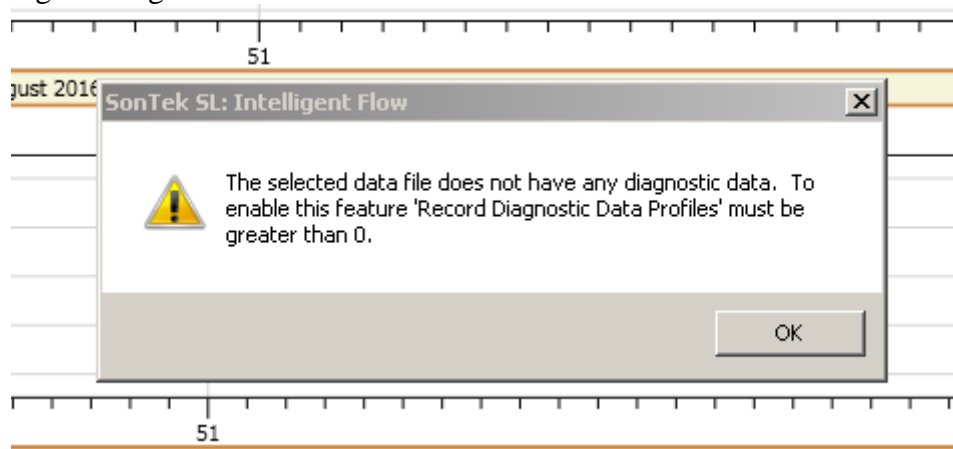 51
gust 2016
SonTek SL: Intelligent Flow
The selected data file does not have any diagnostic data. To
enable this feature 'Record Diagnostic Data Profiles' must be
greater than 0.
OK
51